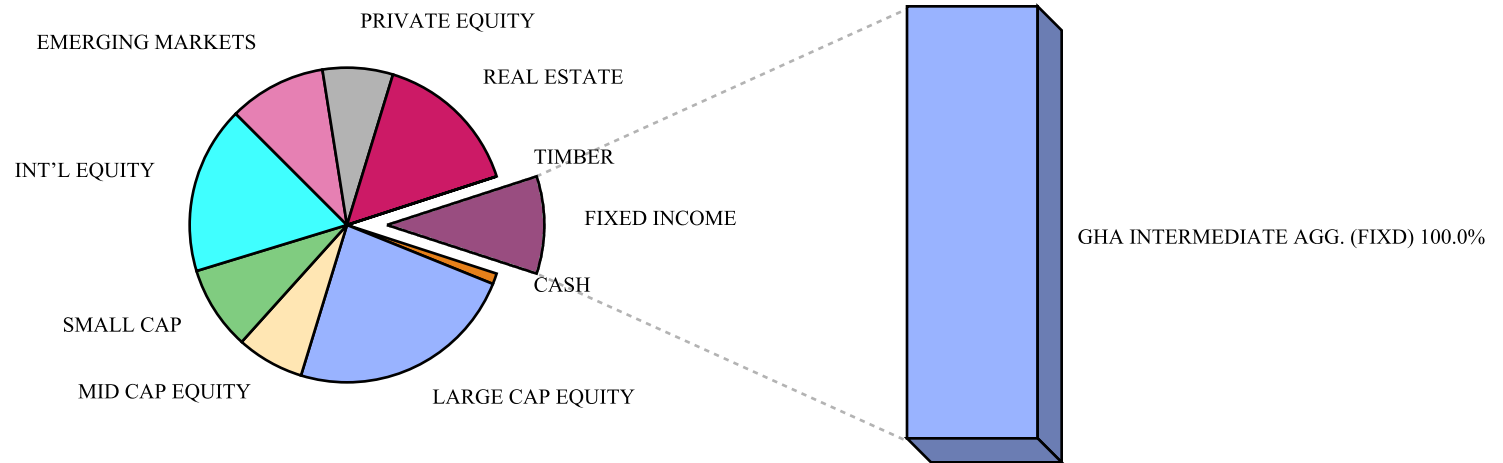 PRIVATE EQUITY
EMERGING MARKETS
REAL ESTATE
TIMBER
INT'L EQUITY
FIXED INCOME
GHA INTERMEDIATE AGG. (FIXD) 100.0%
CASH
SMALL CAP
MID CAP EQUITY
LARGE CAP EQUITY